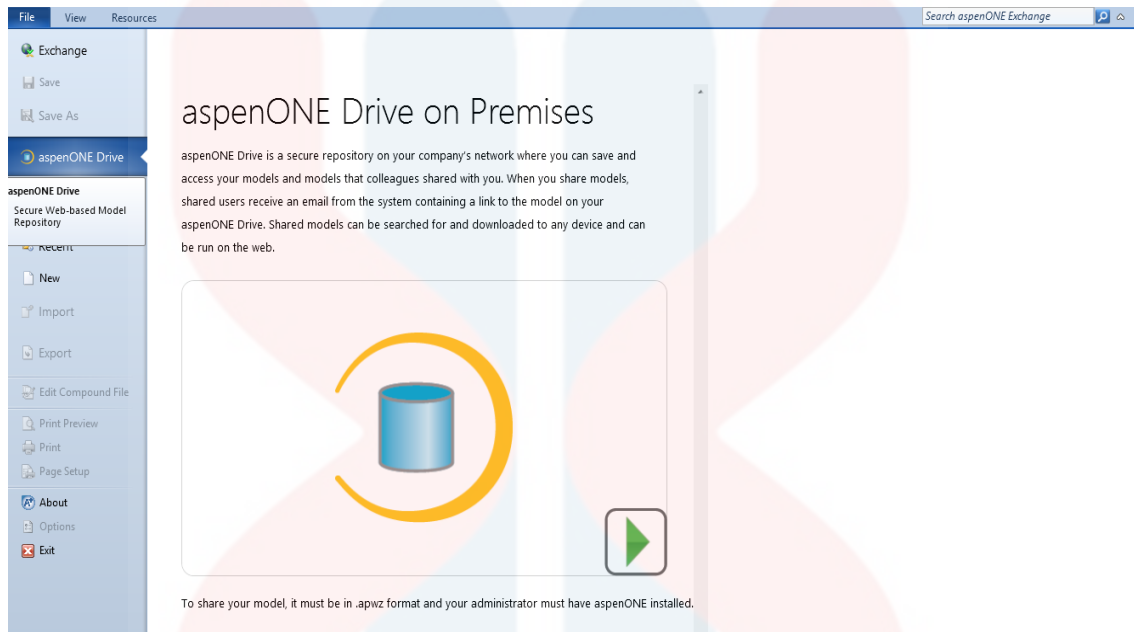 File View Resources Search aspenONE Exchange
Exchange
Save
Save As
aspenONE Drive
aspenONE Drive
Secure Web-based Model
Repository
Recent
New
Import
Export
Edit Compound File
Print Preview
Print
Page Setup
About
Options
Exit
aspenONE Drive on Premises
aspenONE Drive is a secure repository on your company's network where you can save and
access your models and models that colleagues shared with you. When you share models,
shared users receive an email from the system containing a link to the model on your
aspenONE Drive. Shared models can be searched for and downloaded to any device and can
be run on the web.
To share your model, it must be in .apwz format and your administrator must have aspenONE installed.